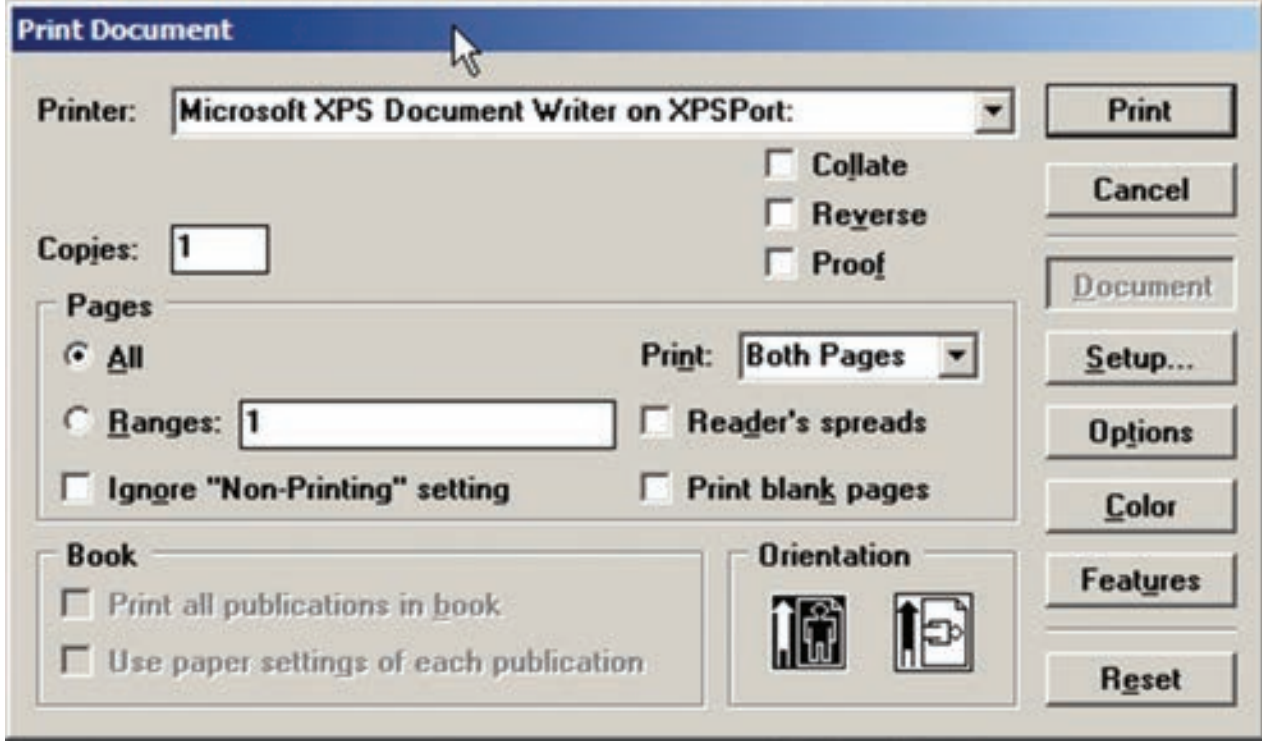 Print Document
Printer: Microsoft XPS Document Writer on XPSPort: Print
Collate
Cancel
Reverse
Copies: 1
Proof
Document
Pages
All Print: Both Pages
Setup...
Ranges: 1 Reader's spreads
Options
Ignore "Non-Printing" setting Print blank pages
Color
Book Orientation
Features
Print all publications in book
Use paper settings of each publication
Reset